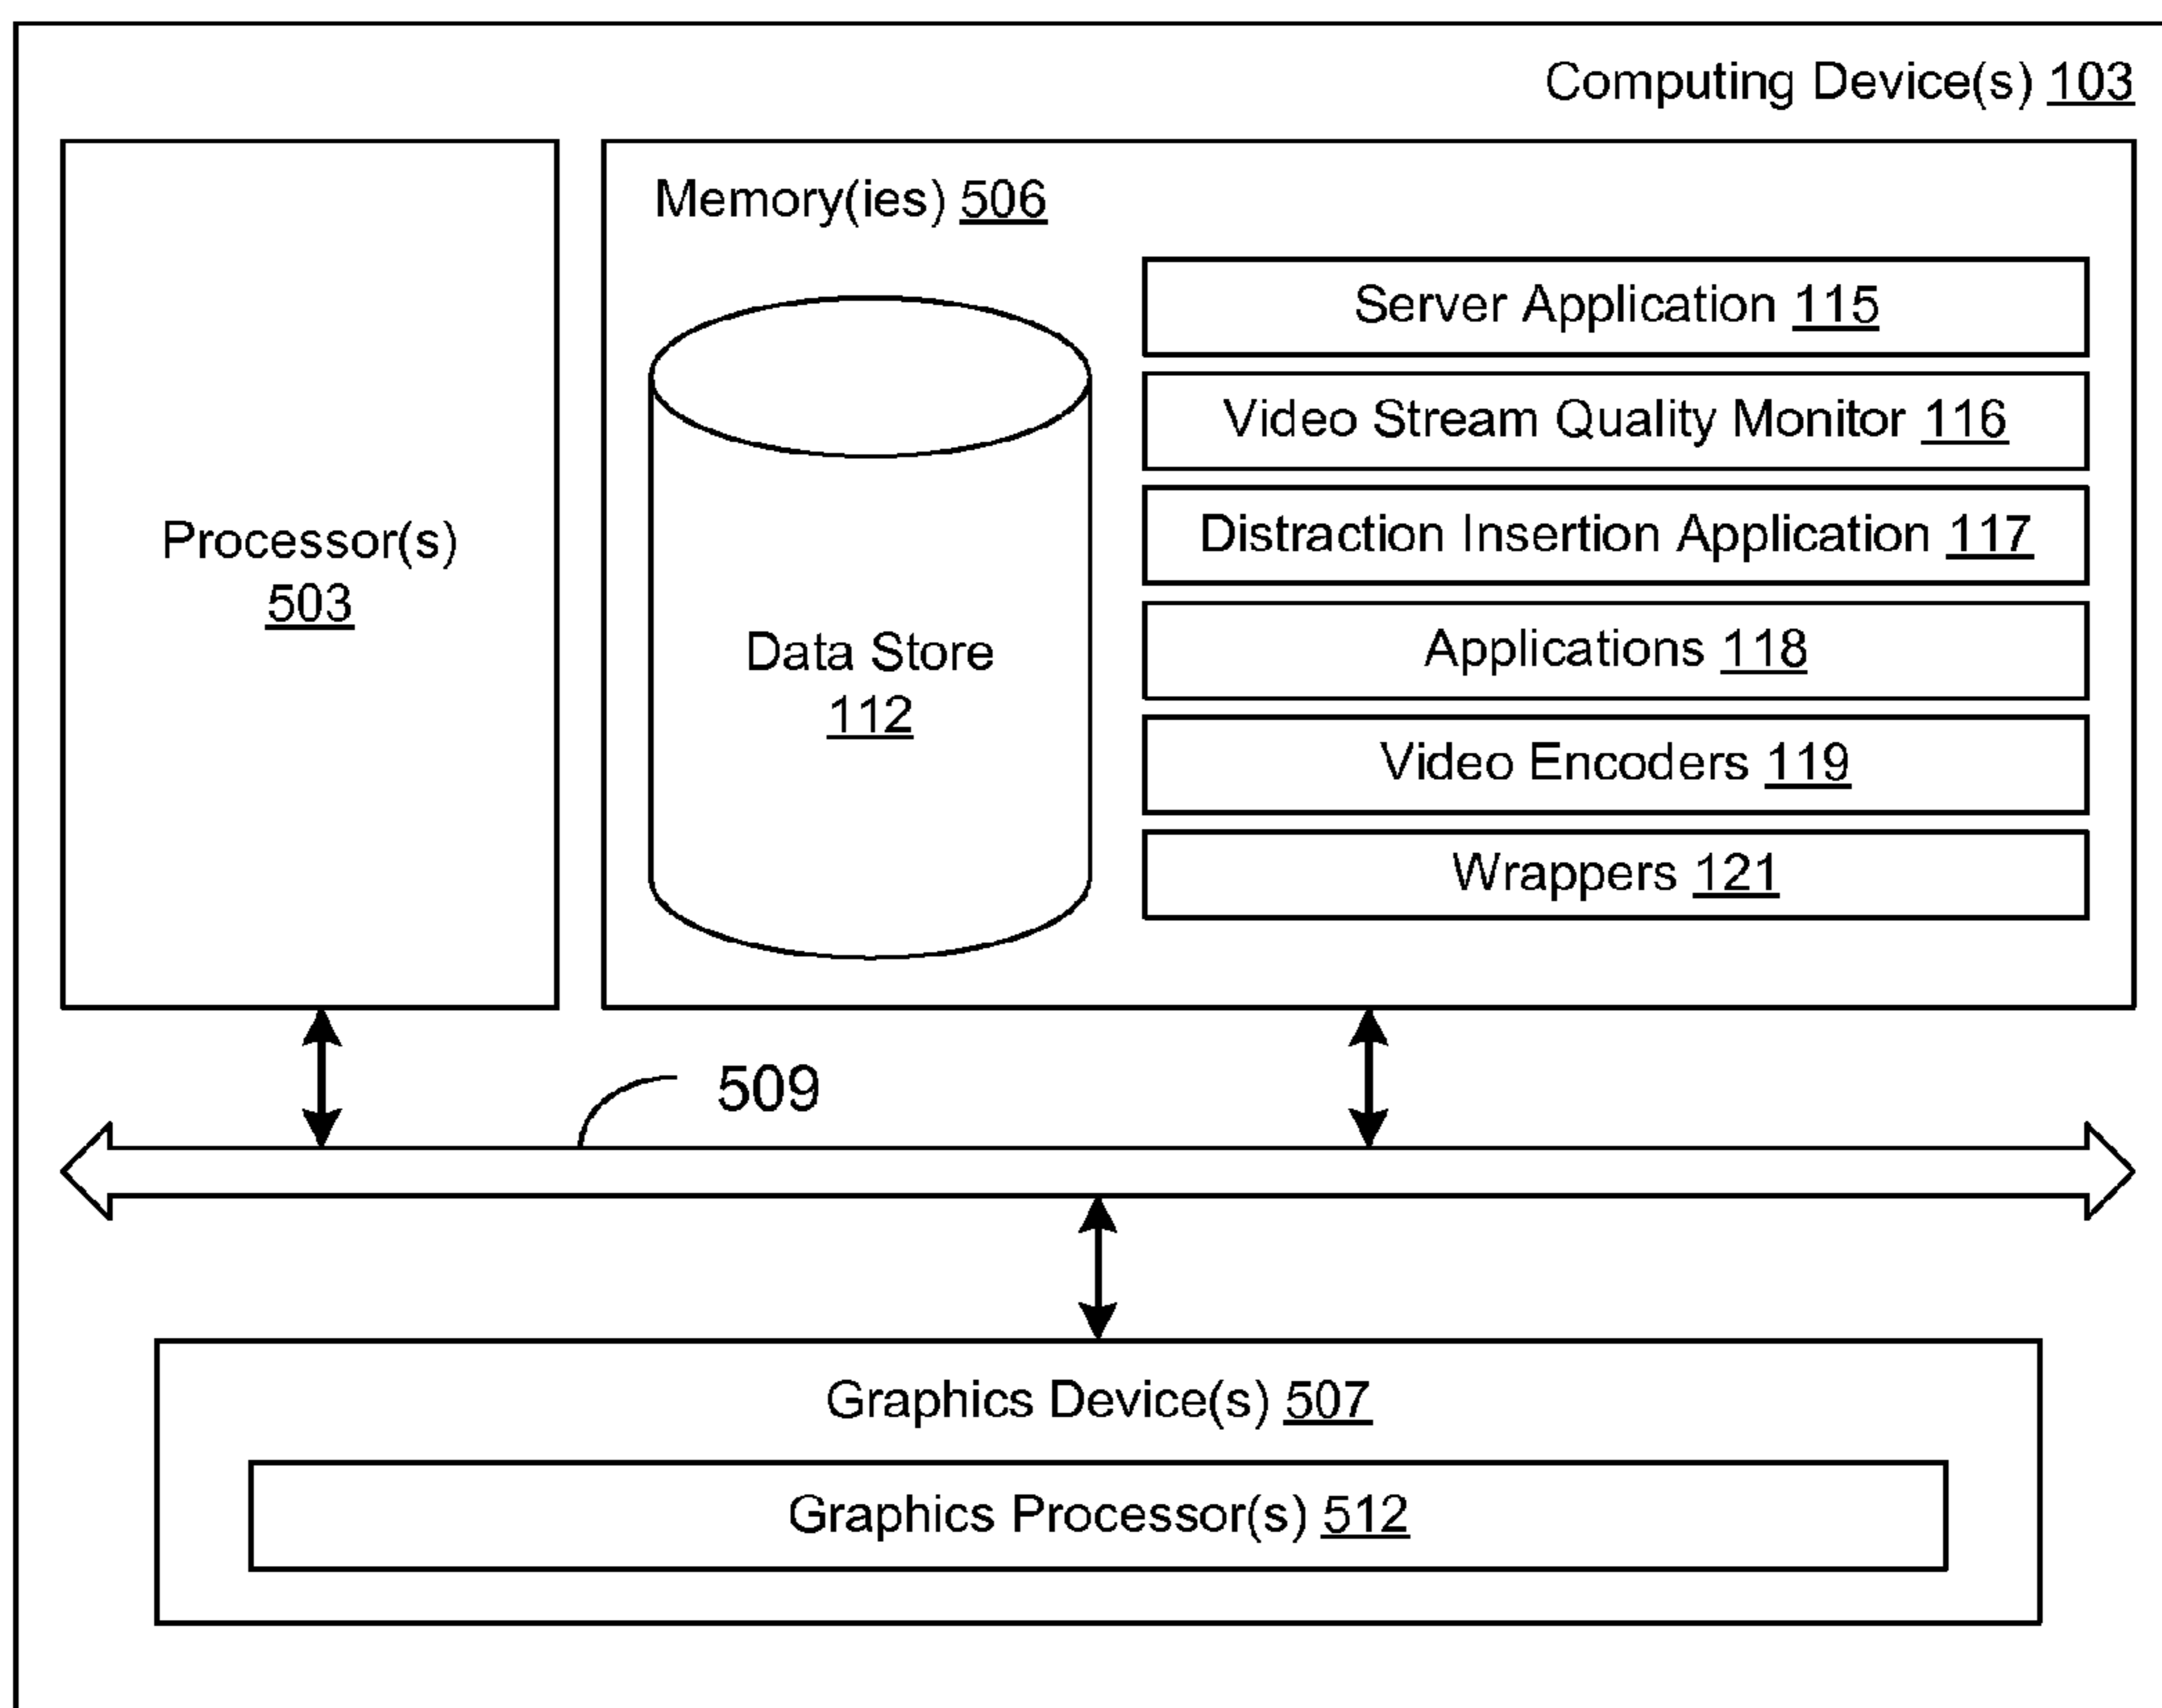 Computing Device(s) 103
Processor(s)
503
Memory(ies) 506
Data Store
112
Server Application 115
Video Stream Quality Monitor 116
Distraction Insertion Application 117
Applications 118
Video Encoders 119
Wrappers 121
509
Graphics Device(s) 507
Graphics Processor(s) 512